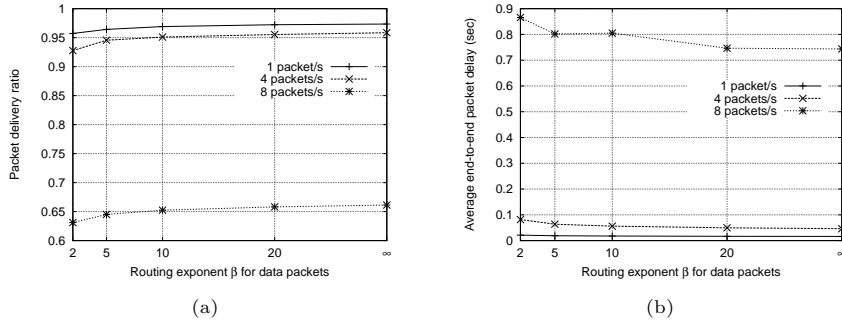 Packet delivery ratio
1
0.95
0.9
0.85
0.8
0.75
0.7
0.65
0.6
1 packet/s
4 packets/s
8 packets/s
2 5 10 20 ∞
Routing exponent β for data packets
(a)
Average end-to-end packet delay (sec)
0.9
0.8
0.7
0.6
0.5
0.4
0.3
0.2
0.1
0
1 packet/s
4 packets/s
8 packets/s
2 5 10 20 ∞
Routing exponent β for data packets
(b)